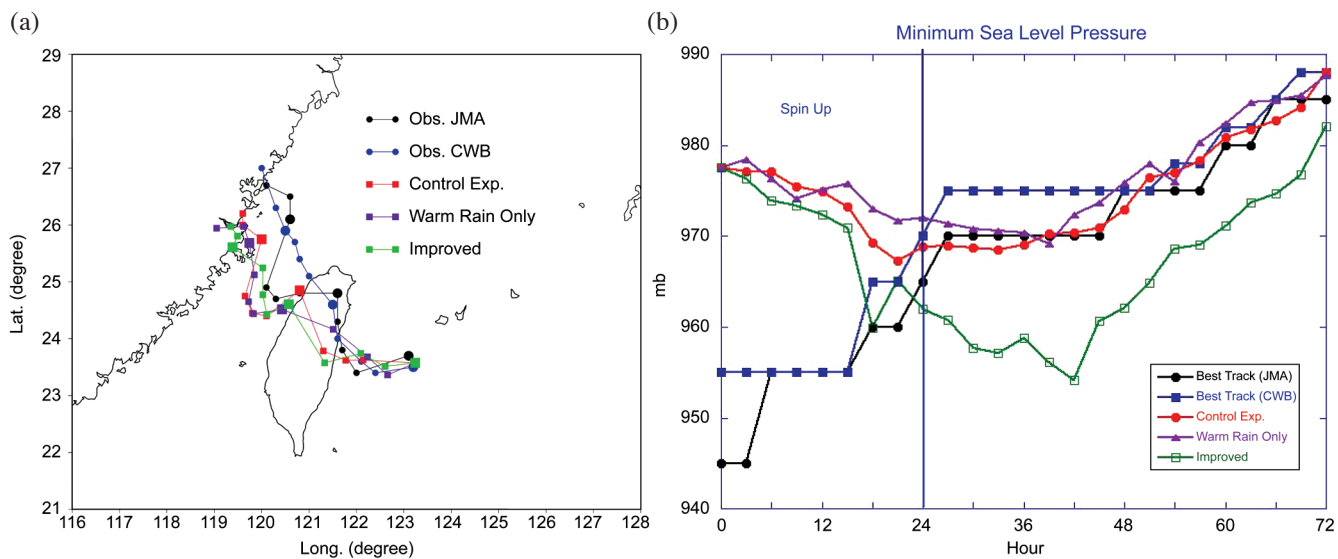 (a)
29
28
27
26
25
24
23
22
21
Lat. (degree)
116 117 118 119 120 121 122 123 124 125 126 127 128
Long. (degree)
Obs. JMA
Obs. CWB
Control Exp.
Warm Rain Only
Improved
(b)
Minimum Sea Level Pressure
990
980
970
960
950
940
mb
Spin Up
0 12 24 36 48 60 72
Hour
Best Track (JMA)
Best Track (CWB)
Control Exp.
Warm Rain Only
Improved